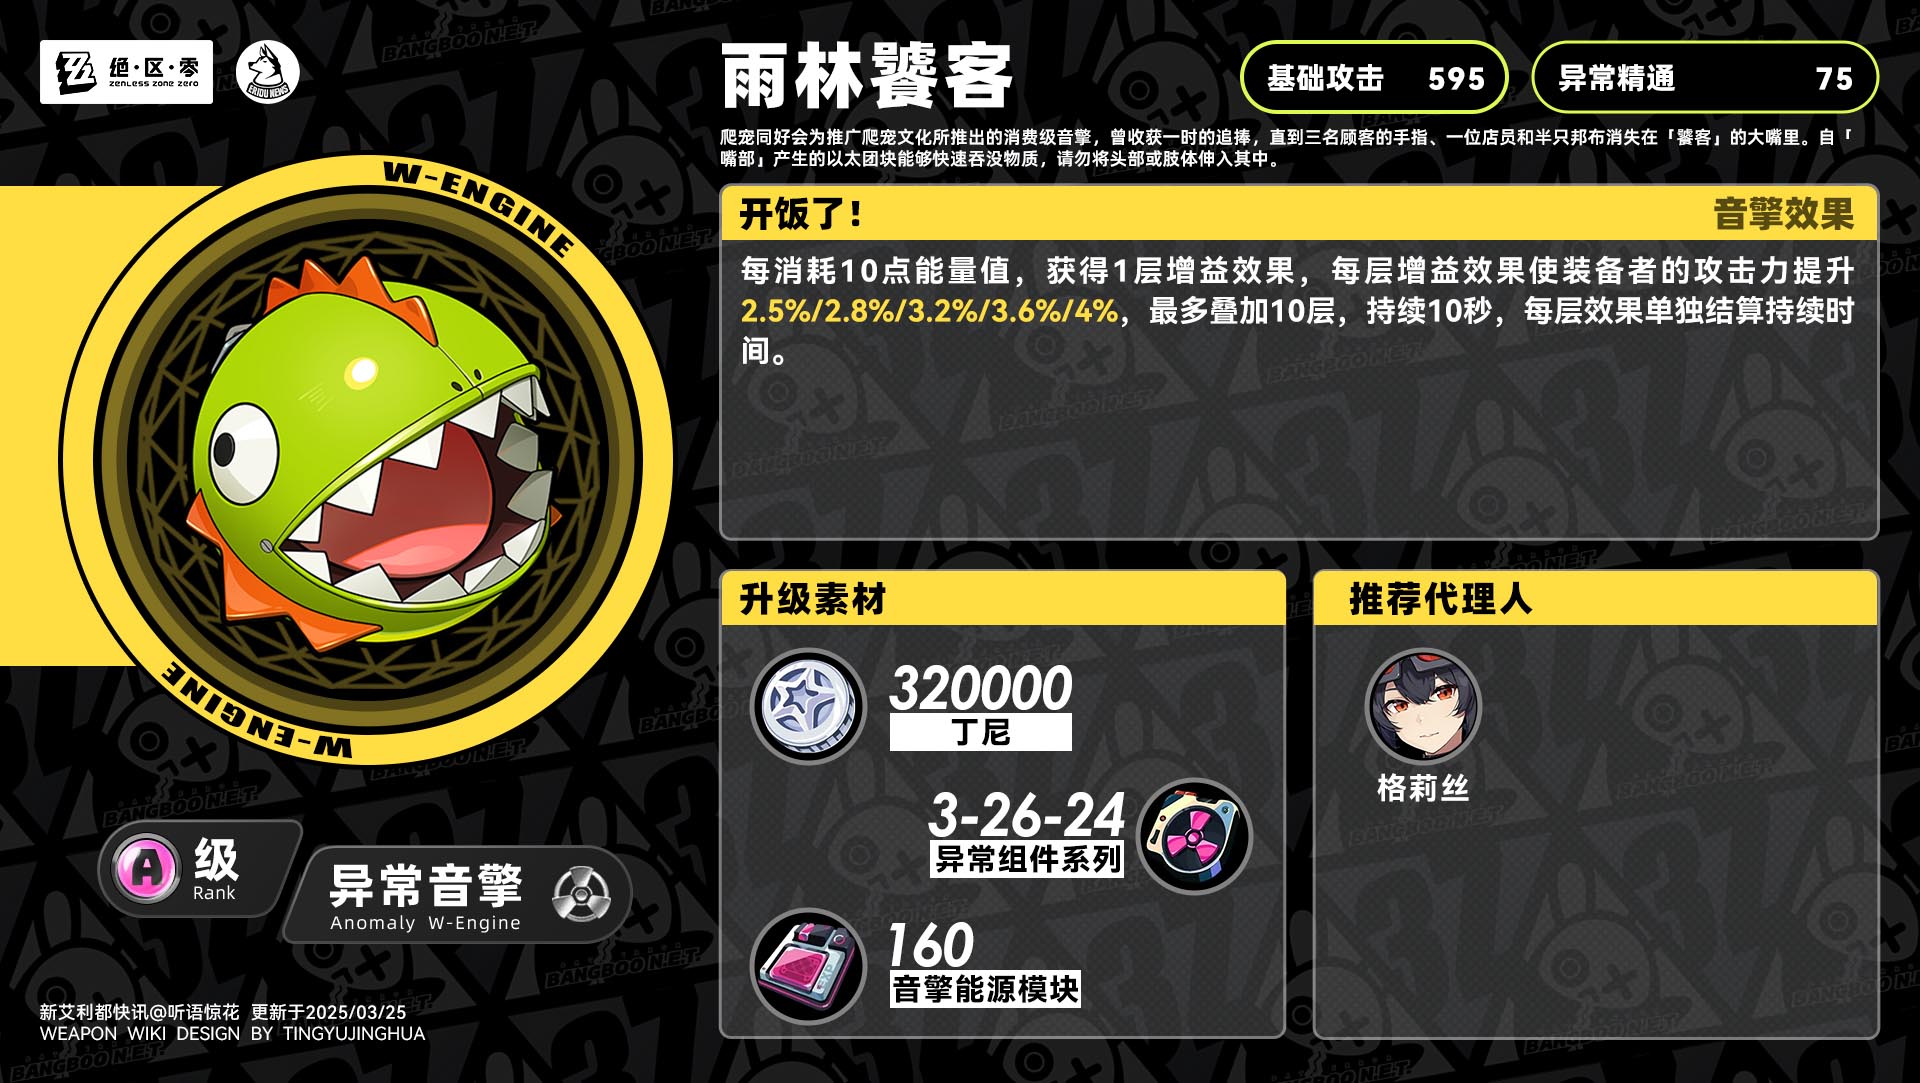 绝·区·零
ZENLESS ZONE ZERO
ERIDU NEWS
雨林饕客
基础攻击 595
异常精通 75
爬宠同好会为推广爬宠文化所推出的消费级音擎，曾收获一时的追捧，直到三名顾客的手指、一位店员和半只邦布消失在「饕客」的大嘴里。自「
嘴部」产生的以太团块能够快速吞没物质，请勿将头部或肢体伸入其中。
W-ENGINE
W-ENGINE
开饭了！ 音擎效果
每消耗10点能量值，获得1层增益效果，每层增益效果使装备者的攻击力提升
2.5%/2.8%/3.2%/3.6%/4%，最多叠加10层，持续10秒，每层效果单独结算持续时
间。
升级素材
320000
丁尼
3-26-24
异常组件系列
160
音擎能源模块
推荐代理人
格莉丝
A 级
Rank
异常音擎
Anomaly W-Engine
新艾利都快讯@听语惊花 更新于2025/03/25
WEAPON WIKI DESIGN BY TINGYUJINGHUA
BANGBOO N.E.T.